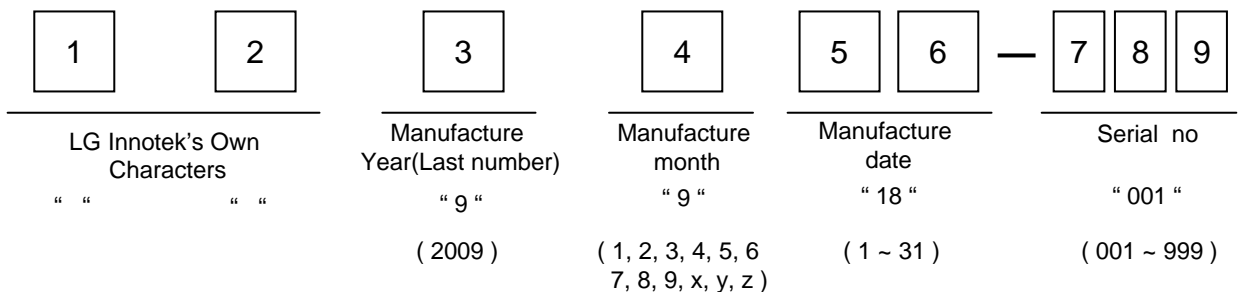 1 2 3 4 5 6 — 7 8 9
LG Innotek's Own
Characters
Manufacture
Year(Last number)
Manufacture
month
Manufacture
date
Serial no
“ “ “ “ “ 9 “ “ 9 “ “ 18 “ “ 001 “
( 2009 )
( 1, 2, 3, 4, 5, 6
7, 8, 9, x, y, z )
( 1 ~ 31 )
( 001 ~ 999 )